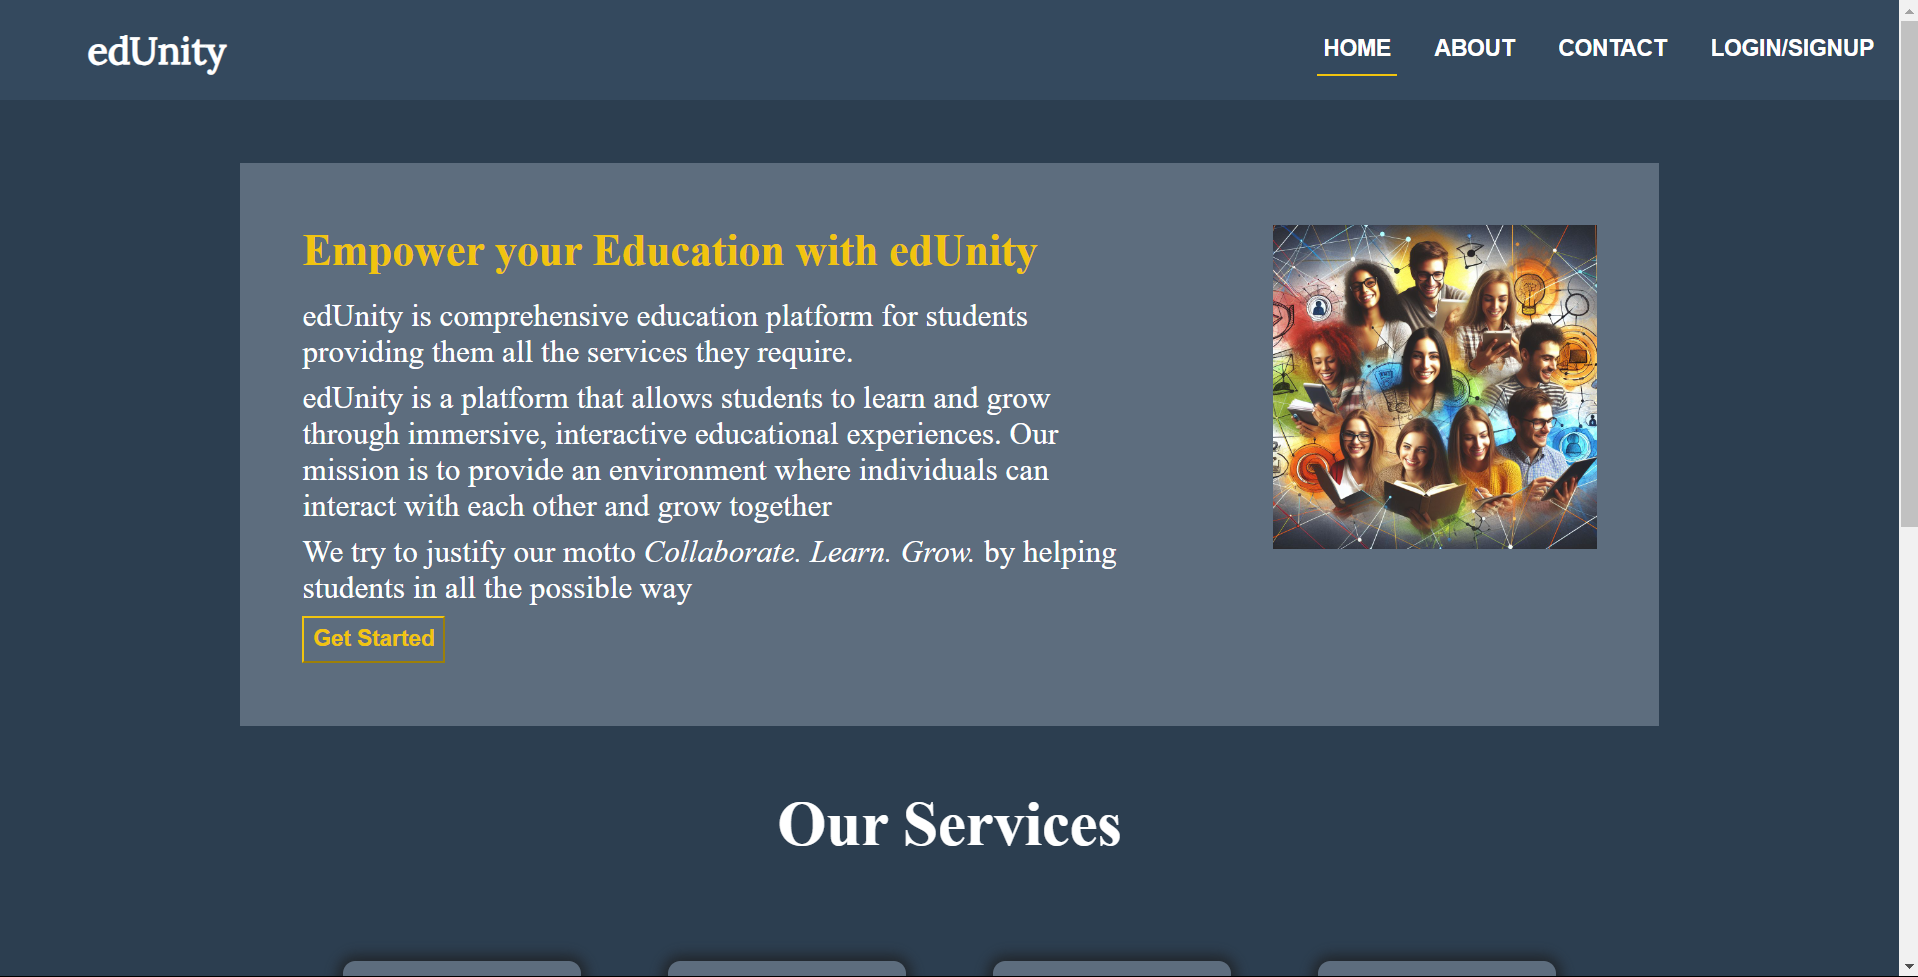 edUnity
HOME ABOUT CONTACT LOGIN/SIGNUP
Empower your Education with edUnity
edUnity is comprehensive education platform for students
providing them all the services they require.
edUnity is a platform that allows students to learn and grow
through immersive, interactive educational experiences. Our
mission is to provide an environment where individuals can
interact with each other and grow together
We try to justify our motto Collaborate. Learn. Grow. by helping
students in all the possible way
Get Started
Our Services